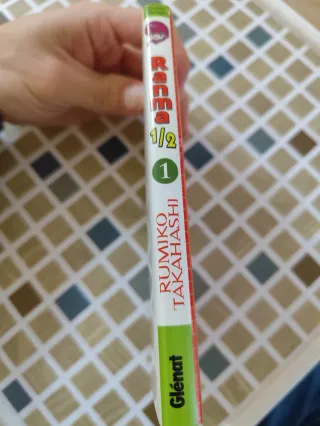 Ranma
1/2
1
RUMIKO
TAKAHASHI
Glénat